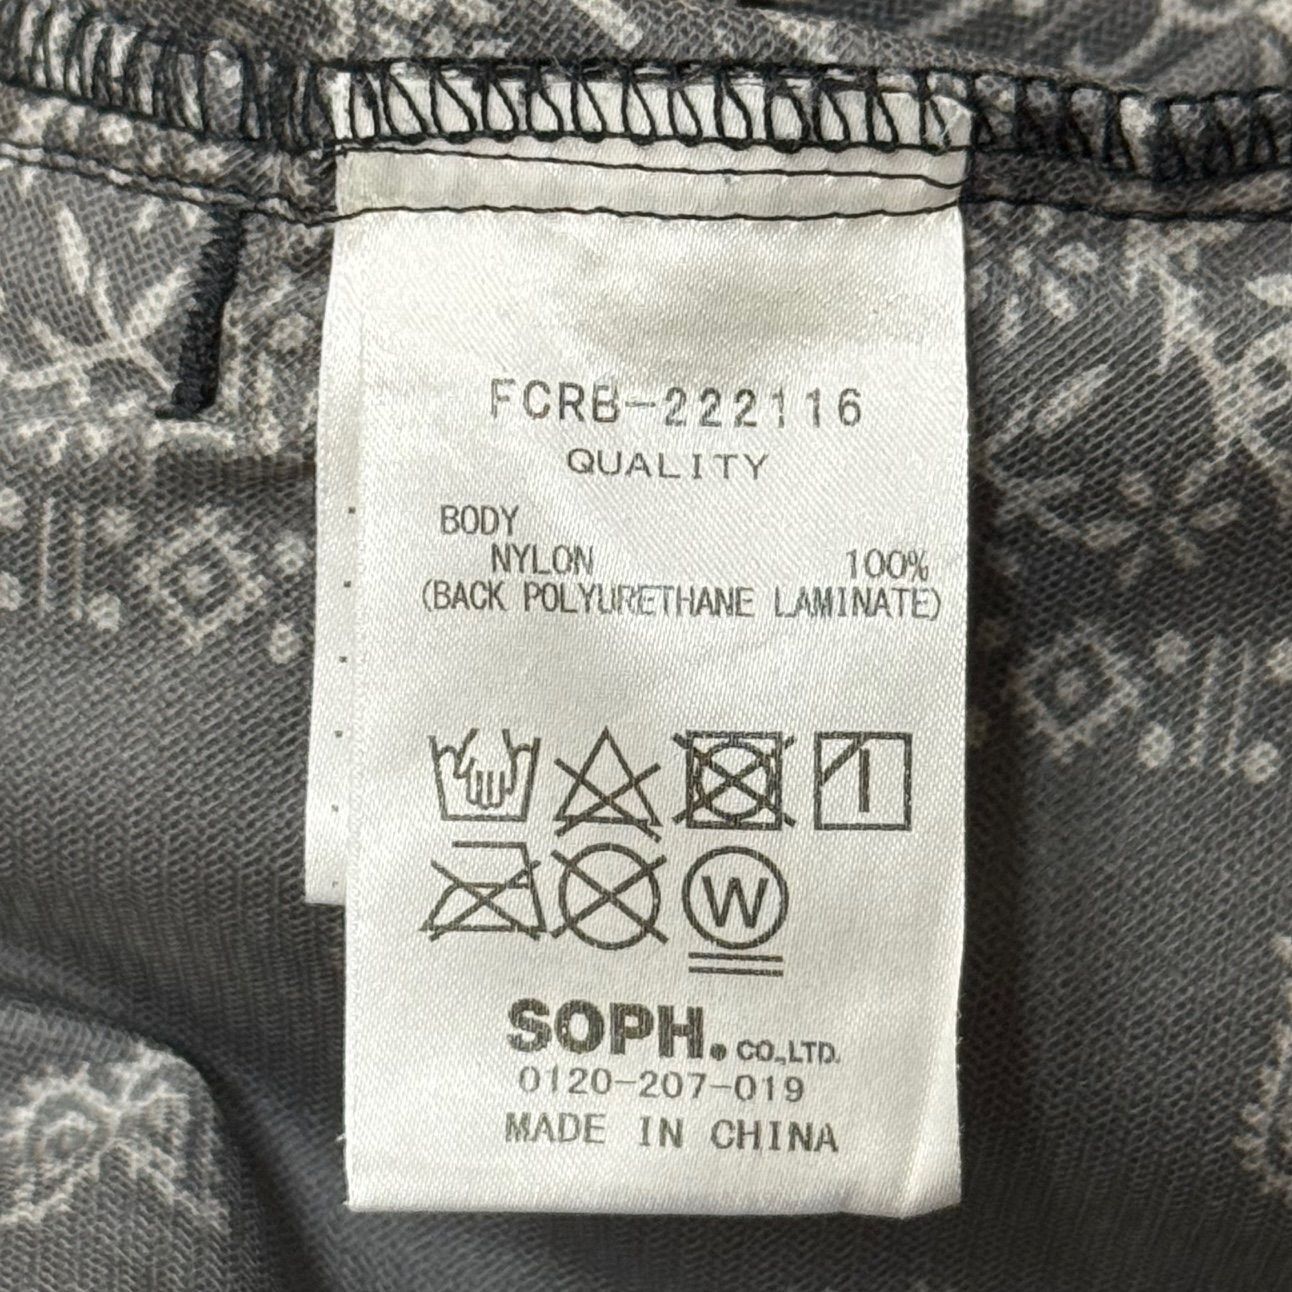 FCRB-222116
QUALITY
BODY
NYLON 100%
(BACK POLYURETHANE LAMINATE)
W
SOPH. CO.,LTD.
0120-207-019
MADE IN CHINA